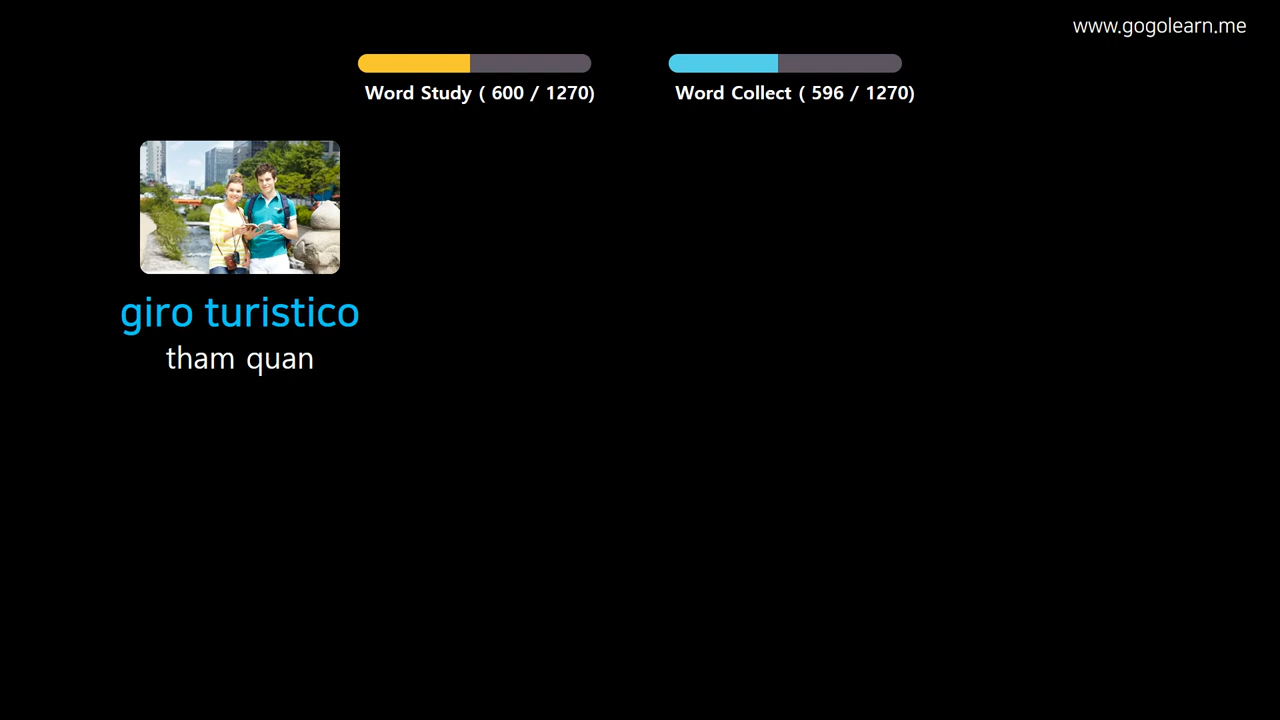 www.gogolearn.me
Word Study ( 600 / 1270)
Word Collect ( 596 / 1270)
giro turistico
tham quan